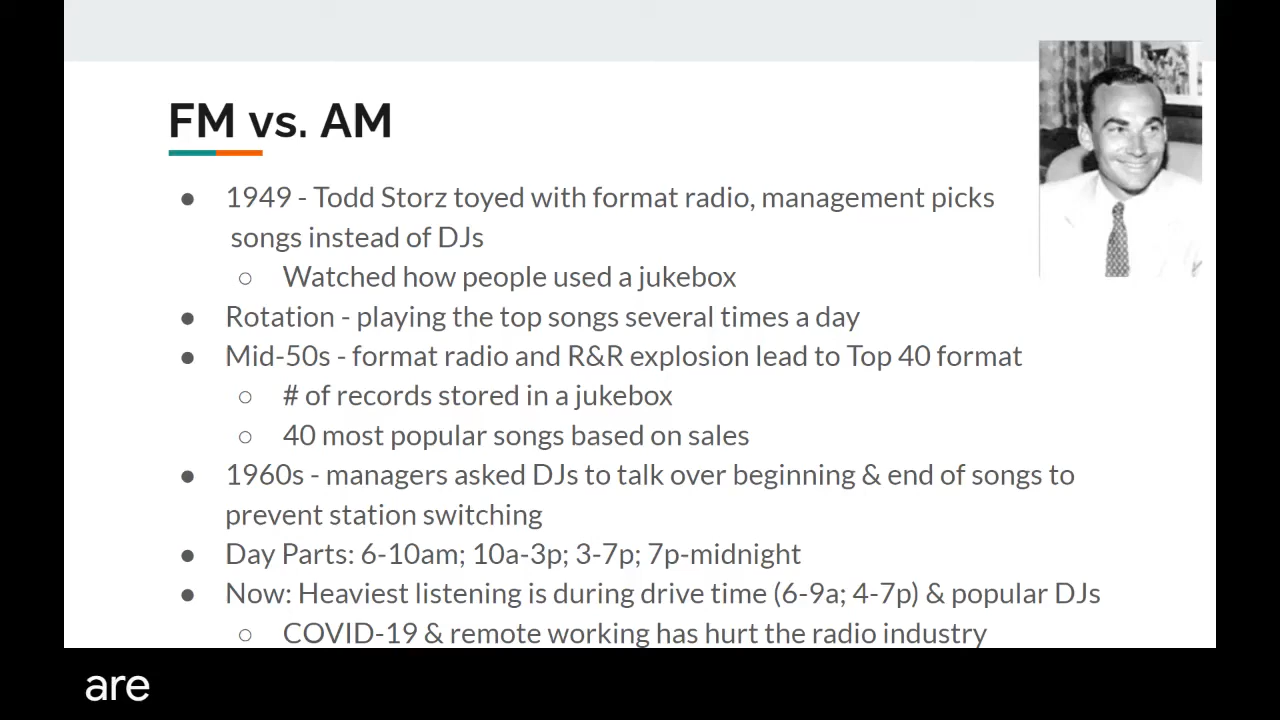 FM vs. AM
● 1949 - Todd Storz toyed with format radio, management picks
songs instead of DJs
○ Watched how people used a jukebox
● Rotation - playing the top songs several times a day
● Mid-50s - format radio and R&R explosion lead to Top 40 format
○ # of records stored in a jukebox
○ 40 most popular songs based on sales
● 1960s - managers asked DJs to talk over beginning & end of songs to
prevent station switching
● Day Parts: 6-10am; 10a-3p; 3-7p; 7p-midnight
● Now: Heaviest listening is during drive time (6-9a; 4-7p) & popular DJs
○ COVID-19 & remote working has hurt the radio industry
are